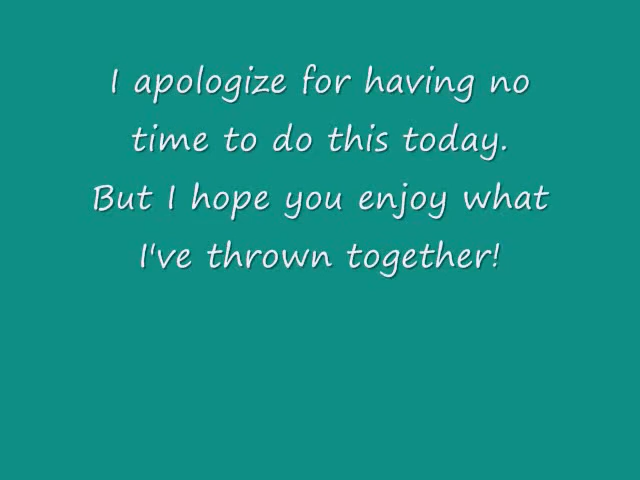 I apologize for having no
time to do this today.
But I hope you enjoy what
I've thrown together!